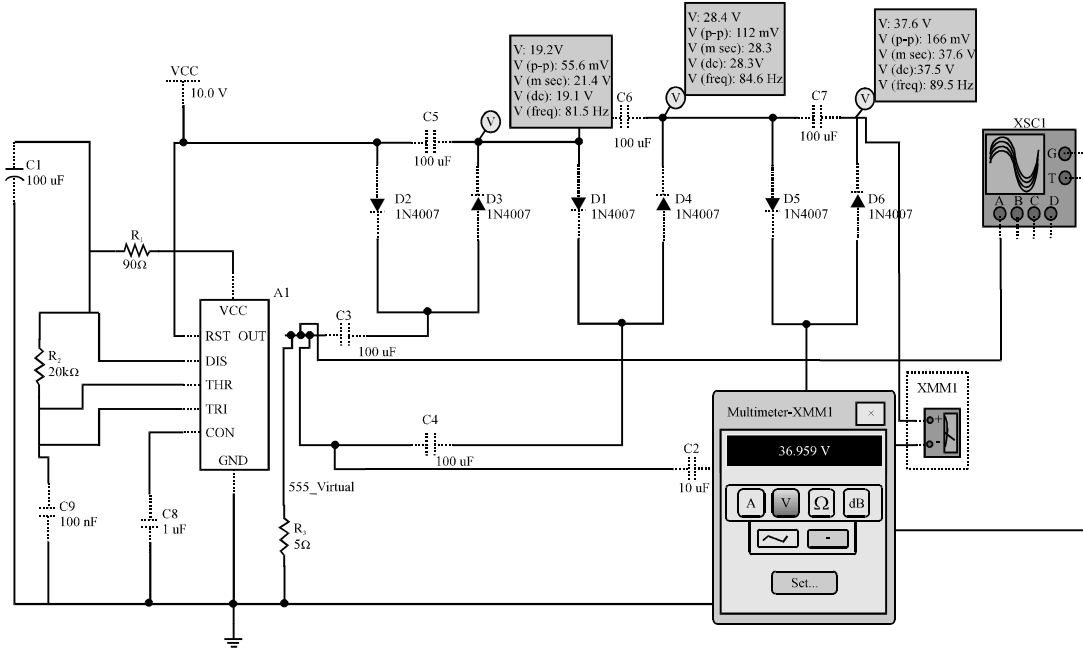 V: 28.4 V
V (p-p): 112 mV
V (m sec): 28.3
V (dc): 28.3V
V (freq): 84.6 Hz
V: 37.6 V
V (p-p): 166 mV
V (m sec): 37.6 V
V (dc):37.5 V
V (freq): 89.5 Hz
V: 19.2V
V (p-p): 55.6 mV
V (m sec): 21.4 V
V (dc): 19.1 V
V (freq): 81.5 Hz
VCC
10.0 V
V
V
V
C5
100 uF
C6
100 uF
C7
100 uF
XSC1
G
T
A B C D
C1
100 uF
D2
1N4007
D3
1N4007
D1
1N4007
D4
1N4007
D5
1N4007
D6
1N4007
R1
90Ω
A1
VCC
RST OUT
DIS
THR
TRI
CON
GND
555_Virtual
C3
100 uF
R2
20kΩ
C4
100 uF
C2
10 uF
C9
100 nF
C8
1 uF
R3
5Ω
Multimeter-XMM1
×
36.959 V
A V Ω dB
-
Set...
XMM1
+
-